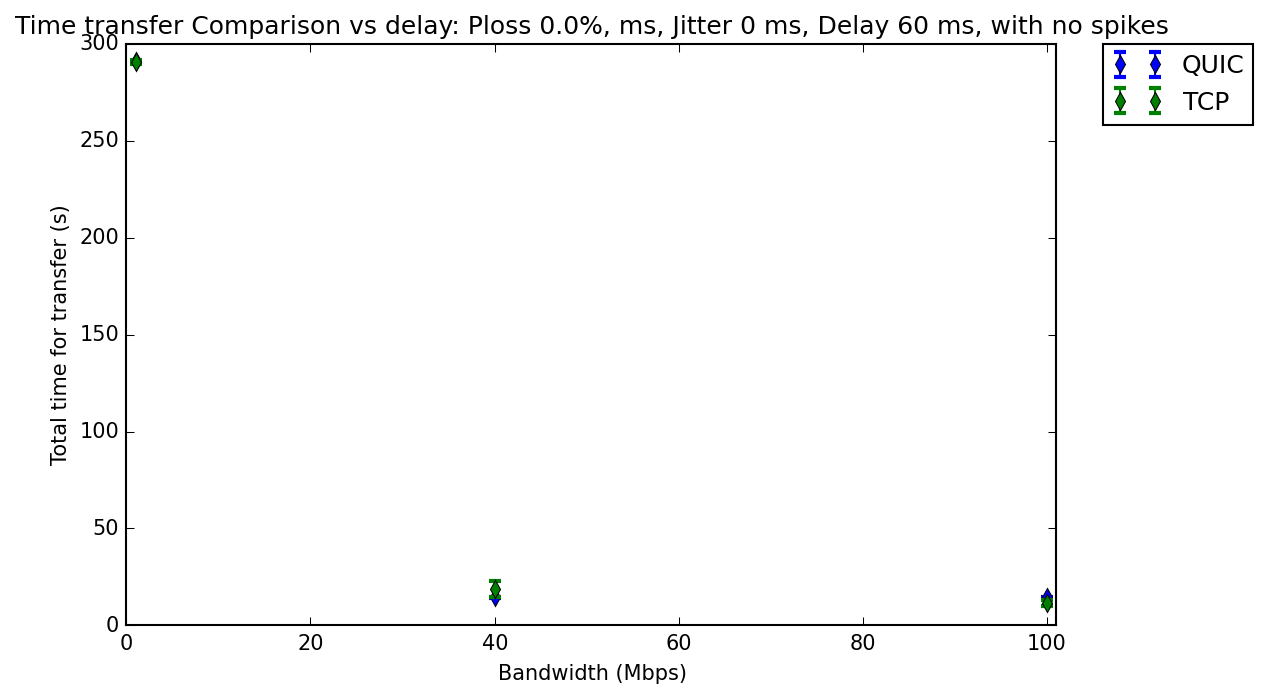 Time transfer Comparison vs delay: Ploss 0.0%, ms, Jitter 0 ms, Delay 60 ms, with no spikes
QUIC
TCP
Total time for transfer (s)
300
250
200
150
100
50
0
0 20 40 60 80 100
Bandwidth (Mbps)